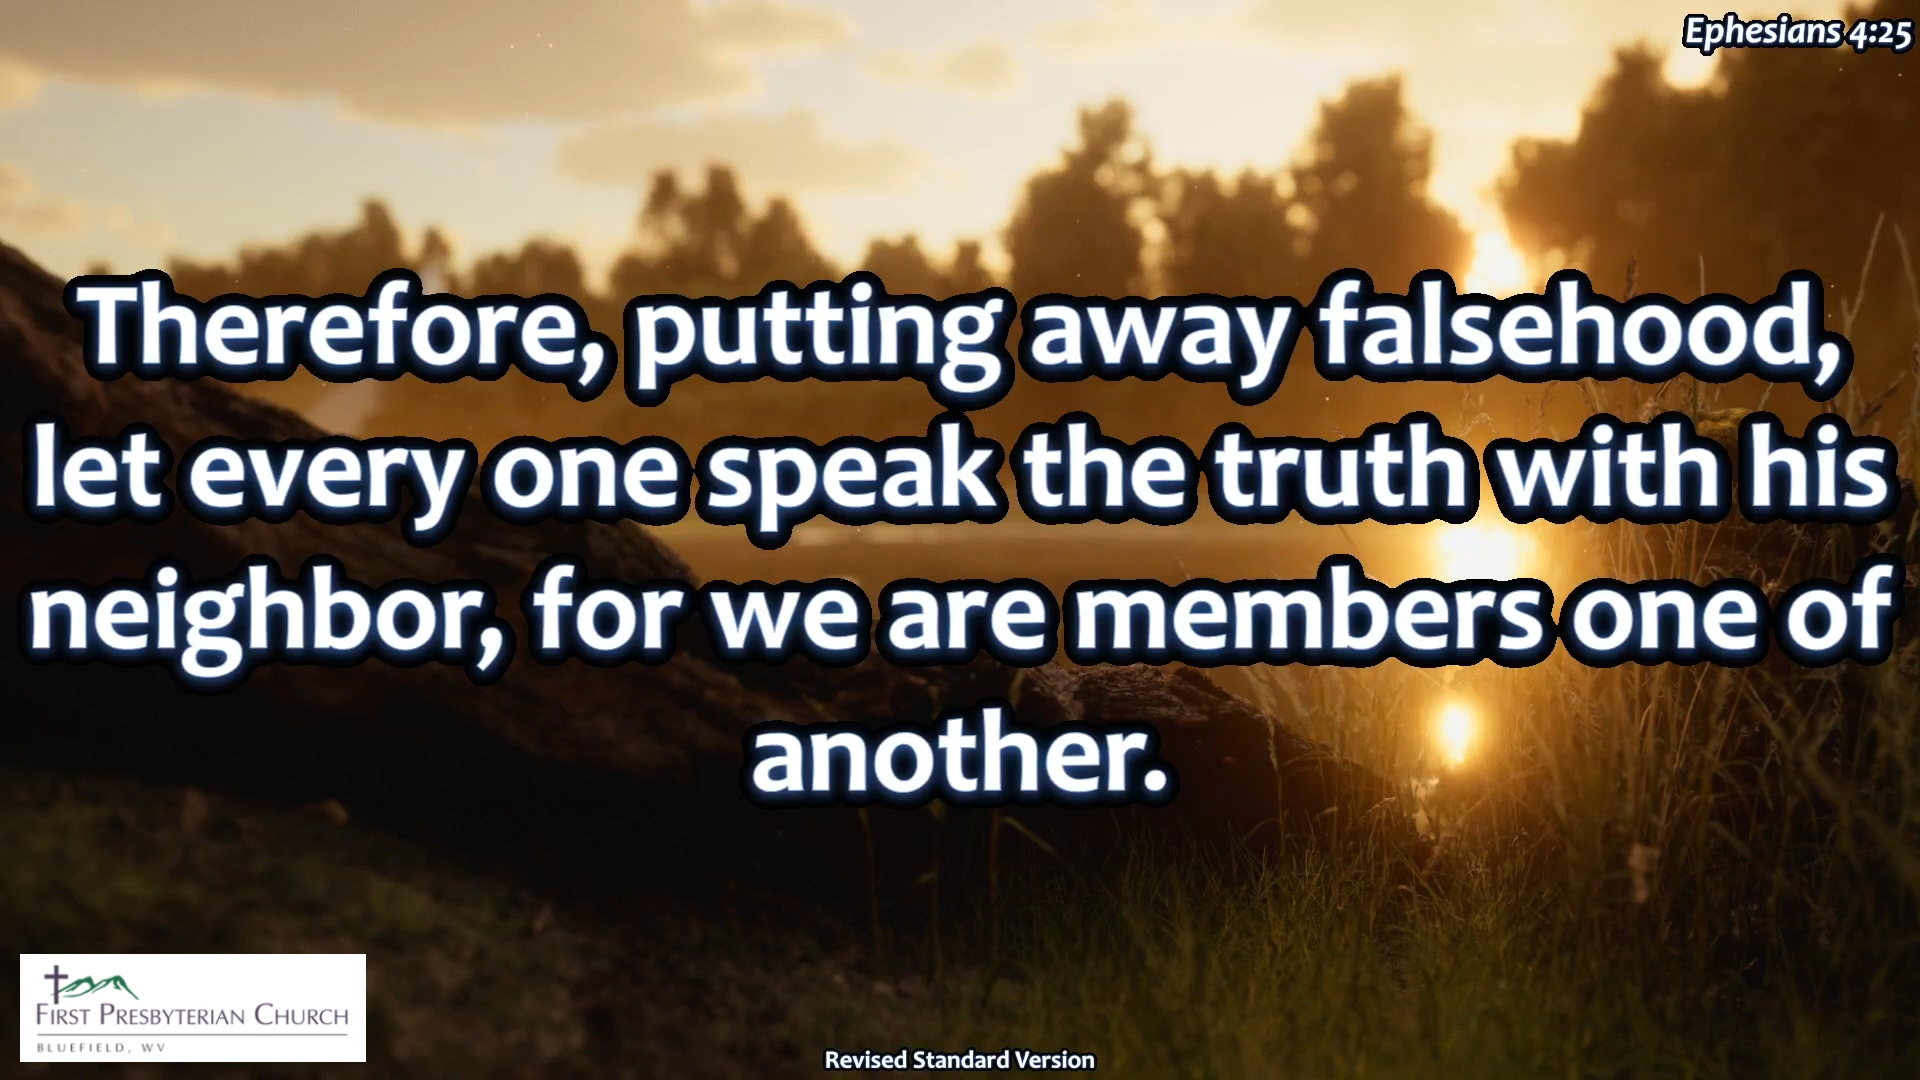 Ephesians 4:25
Therefore, putting away falsehood,
let every one speak the truth with his
neighbor, for we are members one of
another.
First Presbyterian Church
Bluefield, WV
Revised Standard Version